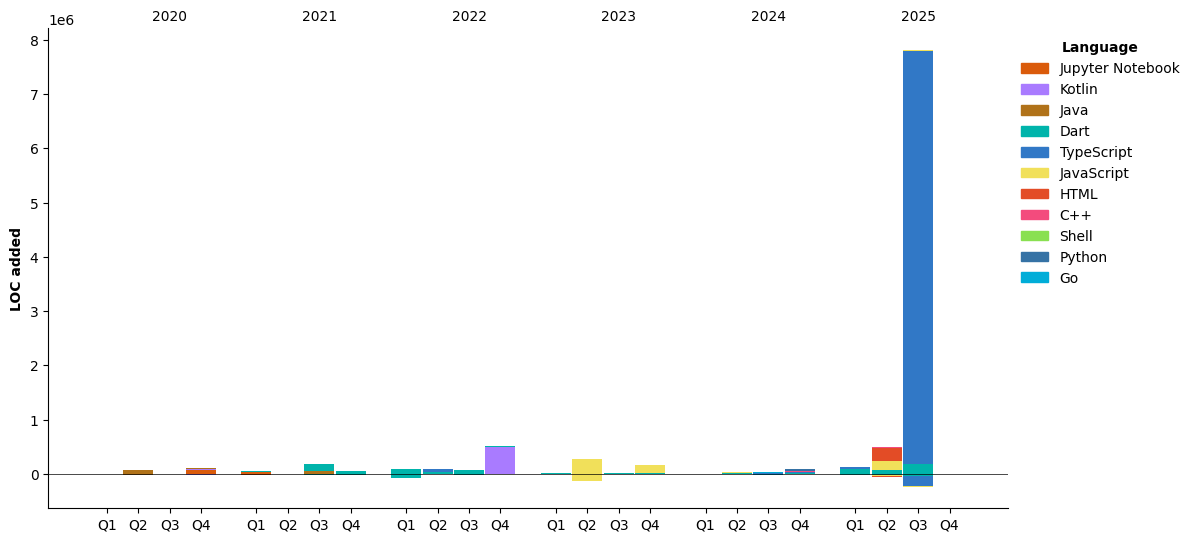 1e6
2020 2021 2022 2023 2024 2025
8
7
6
5
4
3
2
1
0
LOC added
Q1 Q2 Q3 Q4 Q1 Q2 Q3 Q4 Q1 Q2 Q3 Q4 Q1 Q2 Q3 Q4 Q1 Q2 Q3 Q4 Q1 Q2 Q3 Q4
Language
Jupyter Notebook
Kotlin
Java
Dart
TypeScript
JavaScript
HTML
C++
Shell
Python
Go